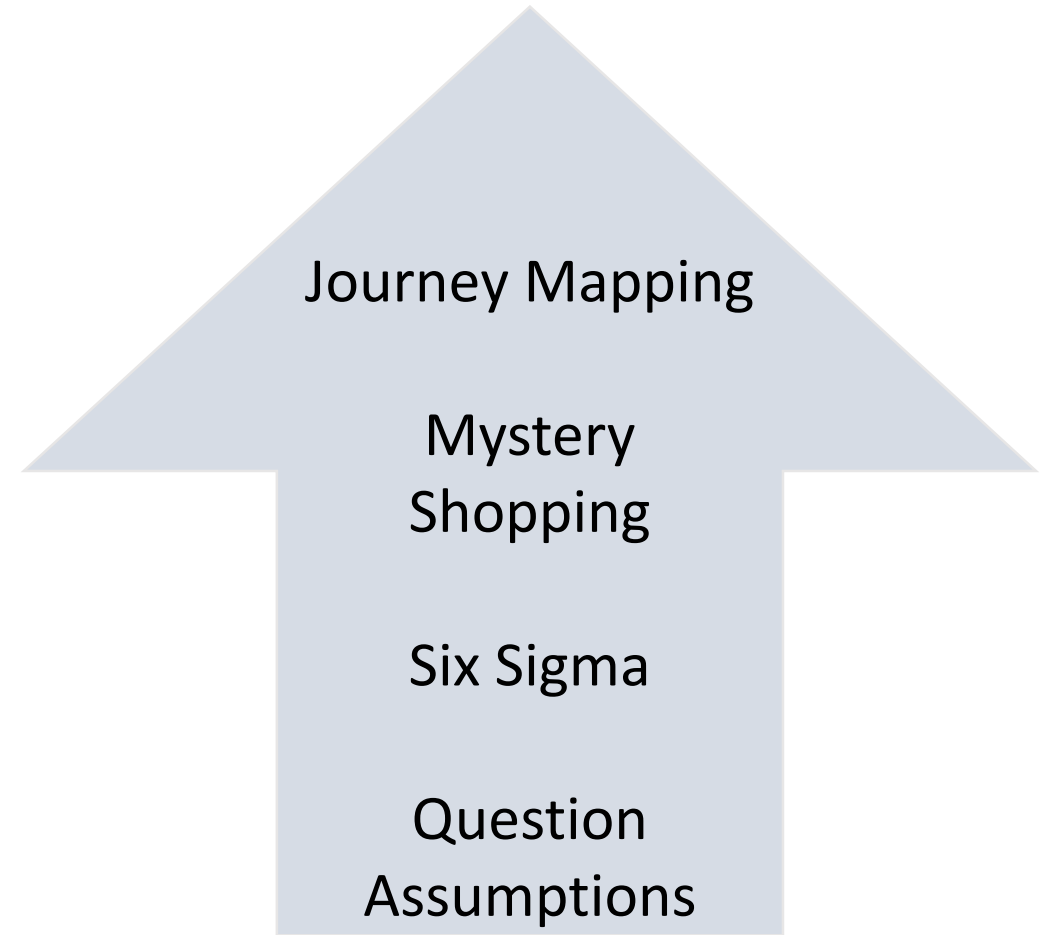 Journey Mapping
Mystery
Shopping
Six Sigma
Question
Assumptions